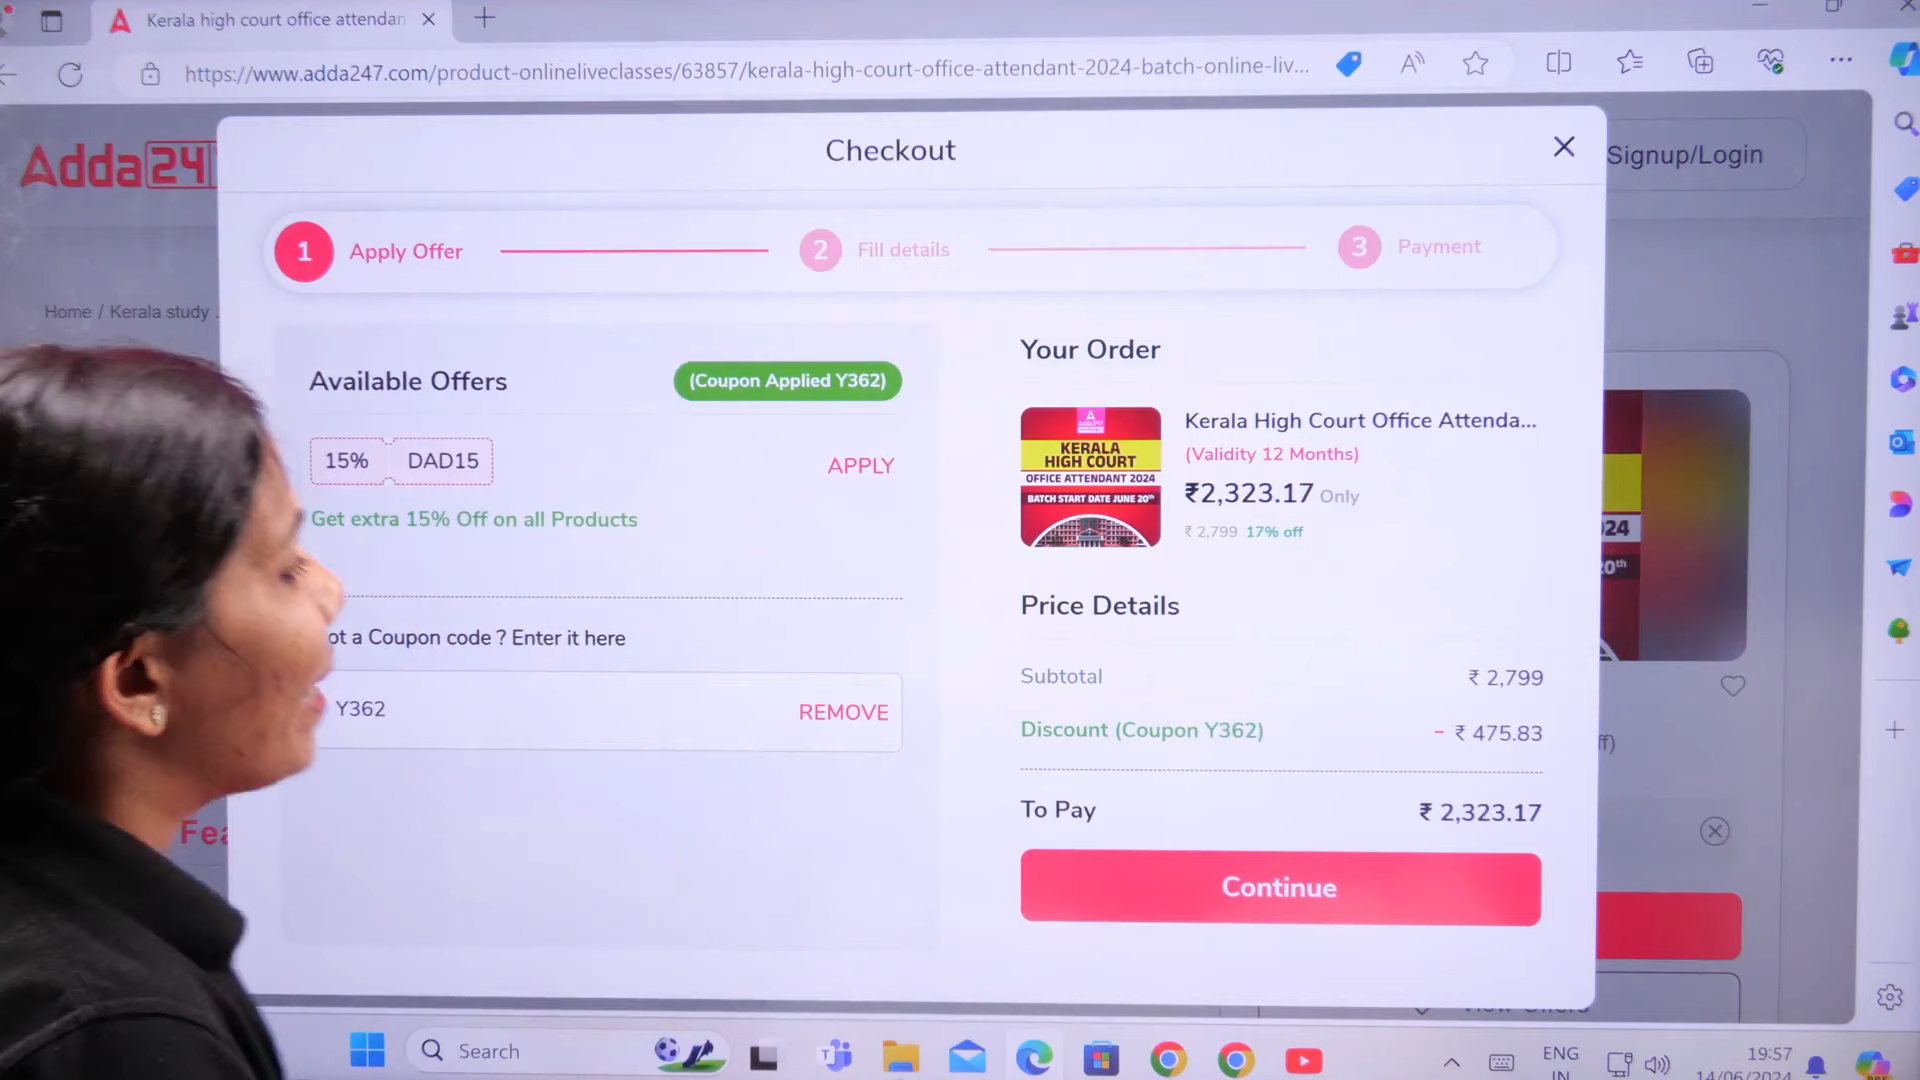 Kerala high court office attendan
https://www.adda247.com/product-onlineliveclasses/63857/kerala-high-court-office-attendant-2024-batch-online-liv...
Adda24
Signup/Login
Checkout
1 Apply Offer
2 Fill details
3 Payment
Home / Kerala study
Available Offers
(Coupon Applied Y362)
15% DAD15
APPLY
Get extra 15% Off on all Products
ot a Coupon code ? Enter it here
Y362
REMOVE
Your Order
KERALA
HIGH COURT
OFFICE ATTENDANT 2024
BATCH START DATE JUNE 20th
Kerala High Court Office Attenda...
(Validity 12 Months)
₹2,323.17 Only
₹ 2,799 17% off
Price Details
Subtotal ₹ 2,799
Discount (Coupon Y362) - ₹ 475.83
To Pay ₹ 2,323.17
Continue
24
20th
ff)
Fea
Search
ENG
IN
19:57
14/06/2024